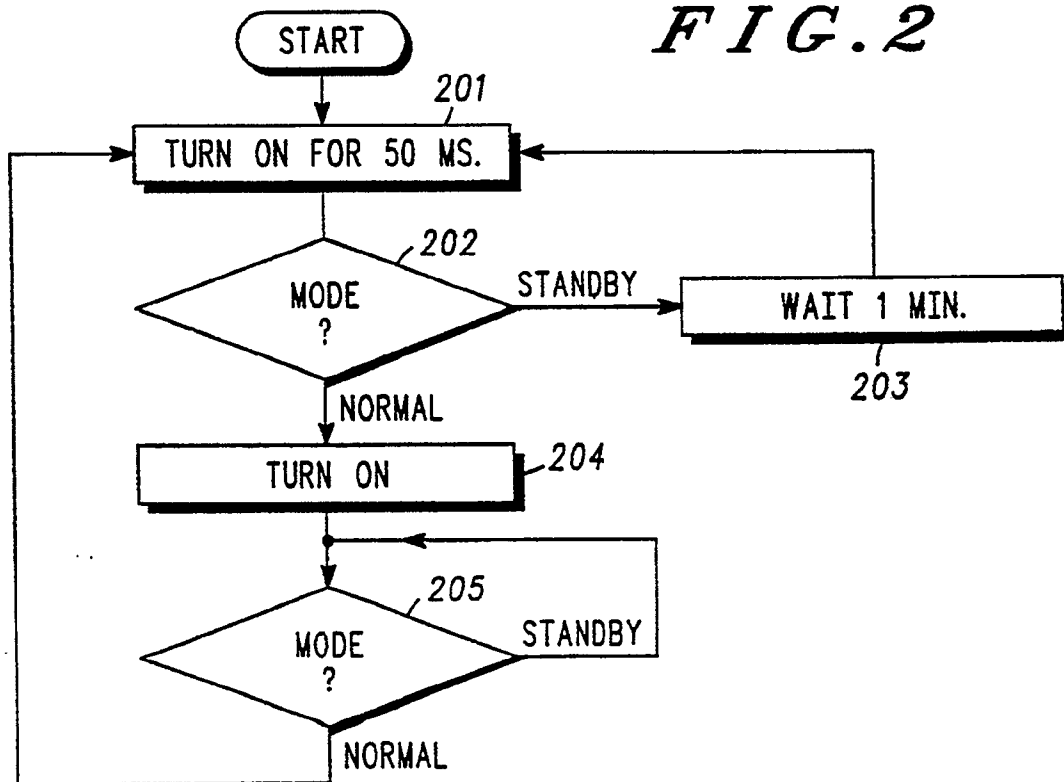 FIG.2
START
201
TURN ON FOR 50 MS.
202
MODE
?
STANDBY
WAIT 1 MIN.
203
NORMAL
TURN ON
204
205
MODE
?
STANDBY
NORMAL